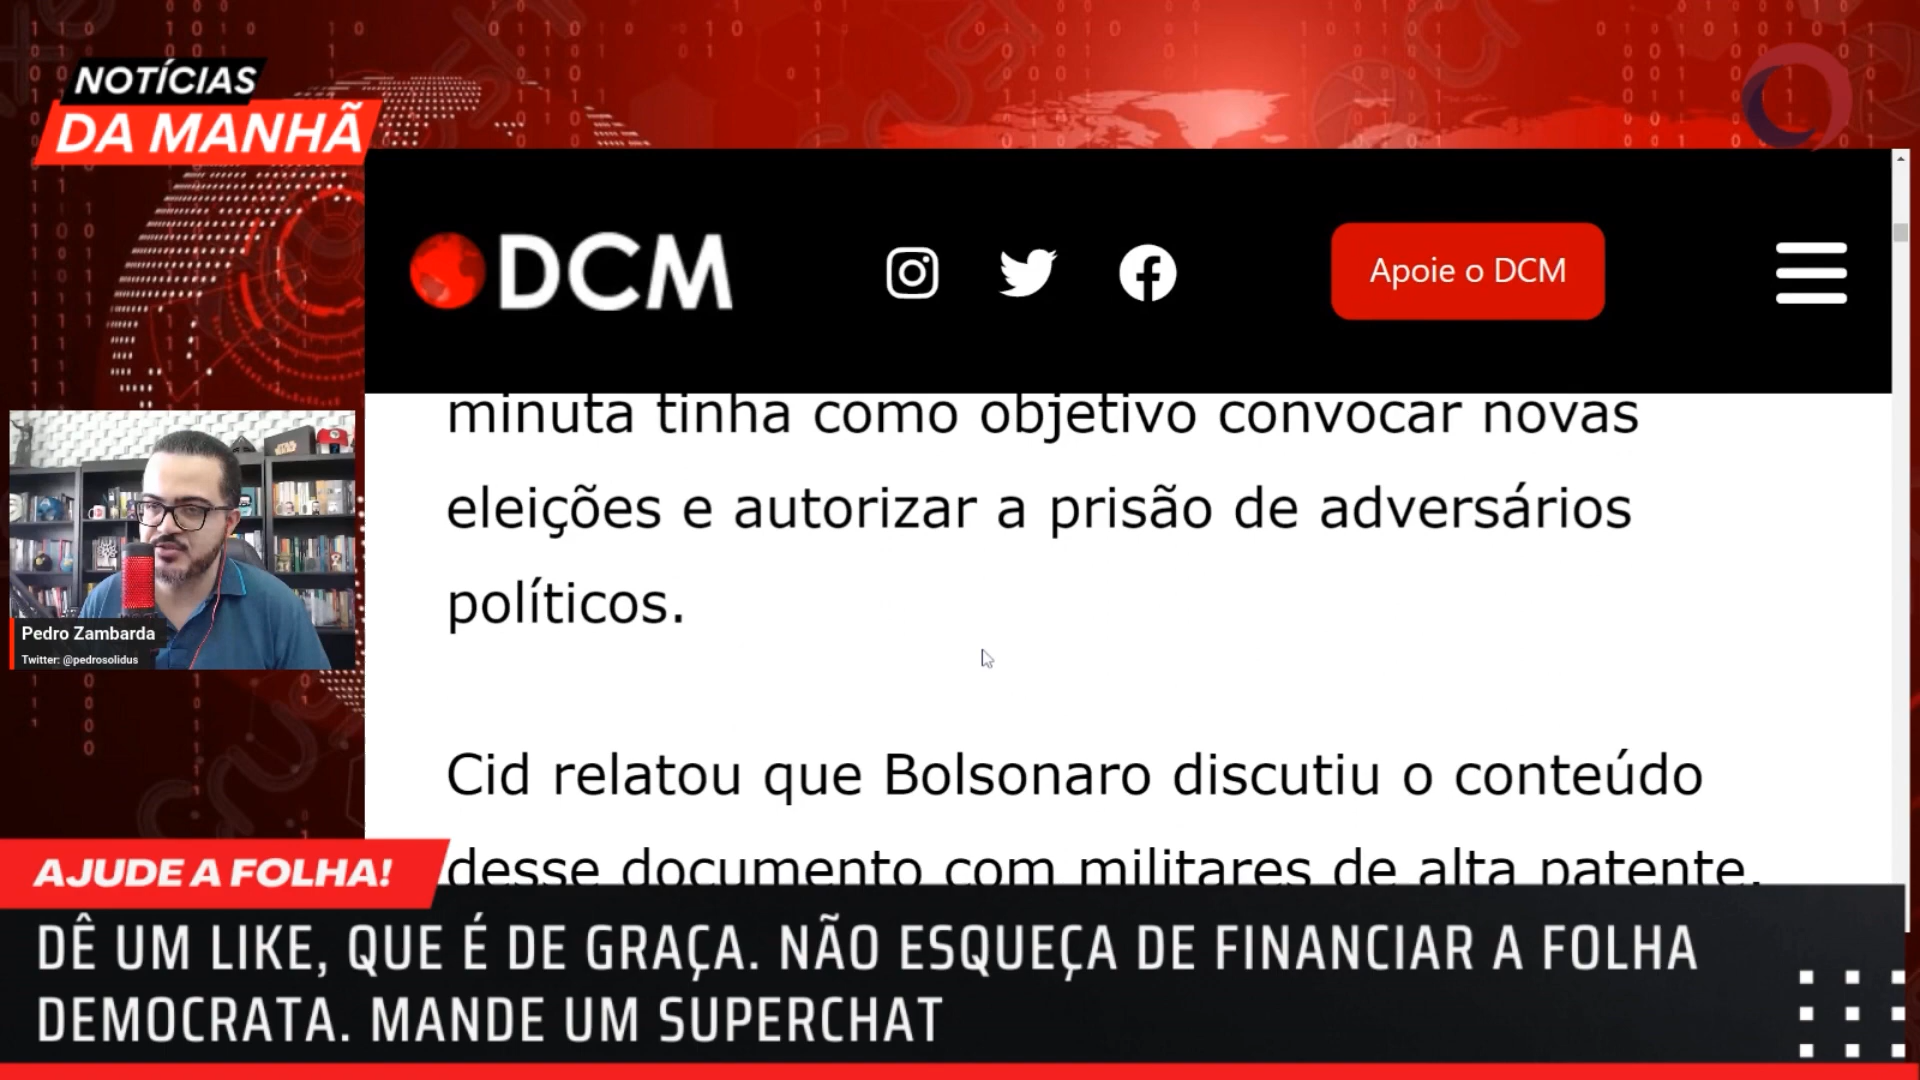 NOTÍCIAS
DA MANHÃ
DCM
Apoie o DCM
minuta tinha como objetivo convocar novas
eleições e autorizar a prisão de adversários
políticos.
Cid relatou que Bolsonaro discutiu o conteúdo
desse documento com militares de alta patente.
Pedro Zambarda
Twitter: @pedrosolidus
AJUDE A FOLHA!
DÊ UM LIKE, QUE É DE GRAÇA. NÃO ESQUEÇA DE FINANCIAR A FOLHA
DEMOCRATA. MANDE UM SUPERCHAT